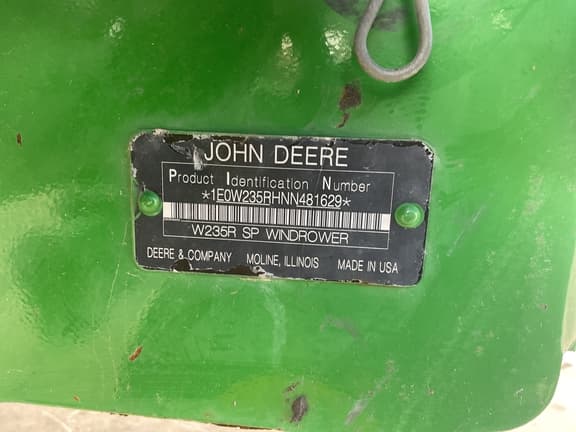 JOHN DEERE
Product Identification Number
*1E0W235RHNN481629*
W235R SP WINDROWER
DEERE & COMPANY MOLINE, ILLINOIS MADE IN USA